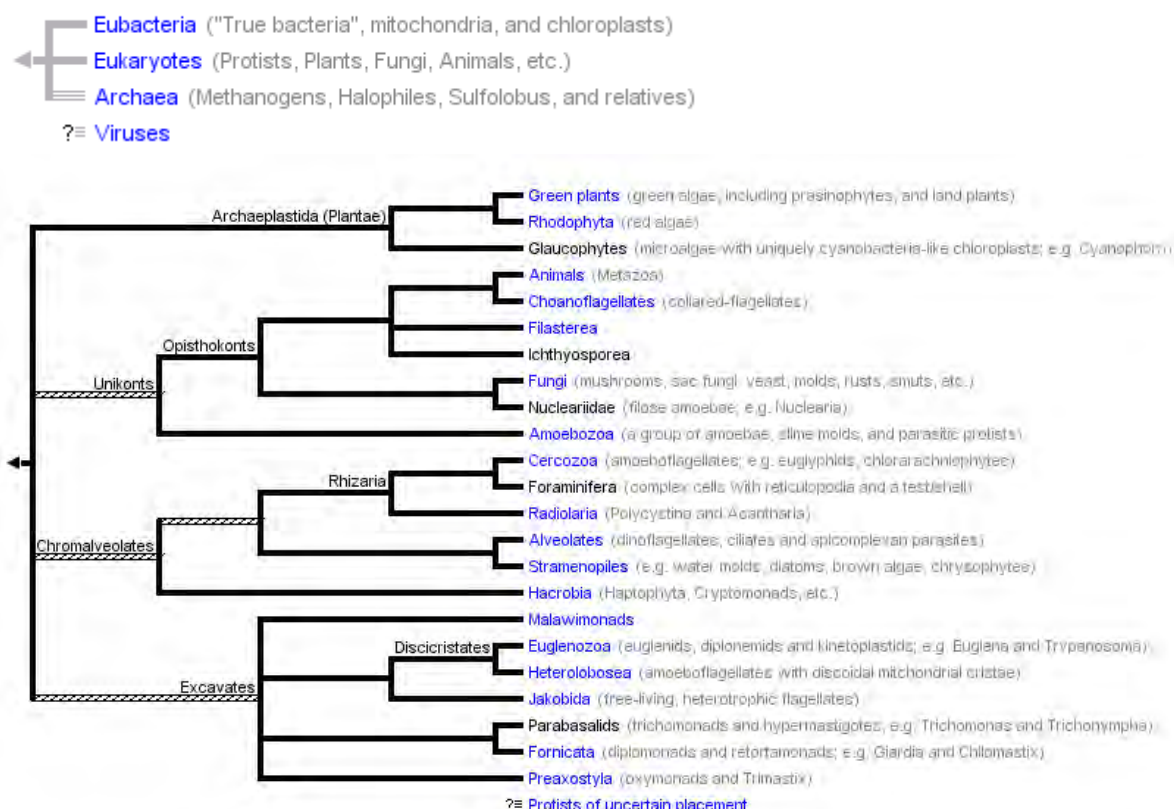 Eubacteria ("True bacteria", mitochondria, and chloroplasts)
Eukaryotes (Protists, Plants, Fungi, Animals, etc.)
Archaea (Methanogens, Halophiles, Sulfolobus, and relatives)
?≡ Viruses
Green plants (green algae, including prasinophytes, and land plants)
Archaeplastida (Plantae)
Rhodophyta (red algae)
Glaucophytes (microalgae with uniquely cyanobacteria-like chloroplasts; e.g. Cyanophora)
Animals (Metazoa)
Choanoflagellates (collared-flagellates)
Filasterea
Opisthokonts
Ichthyosporea
Unikonts
Fungi (mushrooms, sac fungi, yeast, molds, rusts, smuts, etc.)
Nucleariidae (filose amoebae; e.g. Nuclearia)
Amoebozoa (a group of amoebae, slime molds, and parasitic protists)
Cercozoa (amoeboflagellates; e.g. euglyphids, chlorarachniophytes)
Rhizaria
Foraminifera (complex cells with reticulopodia and a test/shell)
Radiolaria (Polycystina and Acantharia)
Alveolates (dinoflagellates, ciliates and apicomplexan parasites)
Chromalveolates
Stramenopiles (e.g. water molds, diatoms, brown algae, chrysophytes)
Hacrobia (Haptophyta, Cryptomonads, etc.)
Malawimonads
Discicristates
Euglenozoa (euglenids, diplonemids and kinetoplastids; e.g. Euglena and Trypanosoma)
Heterolobosea (amoeboflagellates with discoidal mitchondrial cristae)
Excavates
Jakobida (free-living, heterotrophic flagellates)
Parabasalids (trichomonads and hypermastigotes, e.g. Trichomonas and Trichonympha)
Fornicata (diplomonads and retortamonads; e.g. Giardia and Chilomastix)
Preaxostyla (oxymonads and Trimastix)
?≡ Protists of uncertain placement